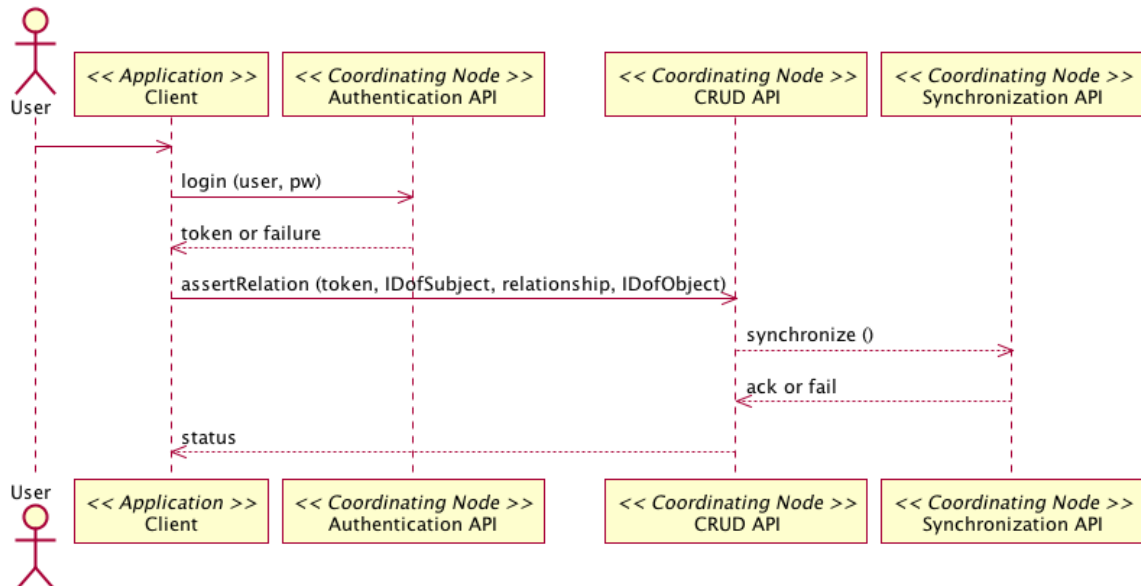 << Application >>
Client
<< Coordinating Node >>
Authentication API
<< Coordinating Node >>
CRUD API
<< Coordinating Node >>
Synchronization API
User
login (user, pw)
token or failure
assertRelation (token, IDofSubject, relationship, IDofObject)
synchronize ()
ack or fail
status
User
<< Application >>
Client
<< Coordinating Node >>
Authentication API
<< Coordinating Node >>
CRUD API
<< Coordinating Node >>
Synchronization API